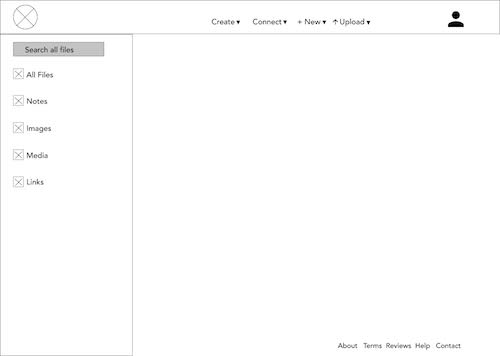 Create ▾ Connect ▾ + New ▾ ↑ Upload ▾
Search all files
All Files
Notes
Images
Media
Links
About Terms Reviews Help Contact